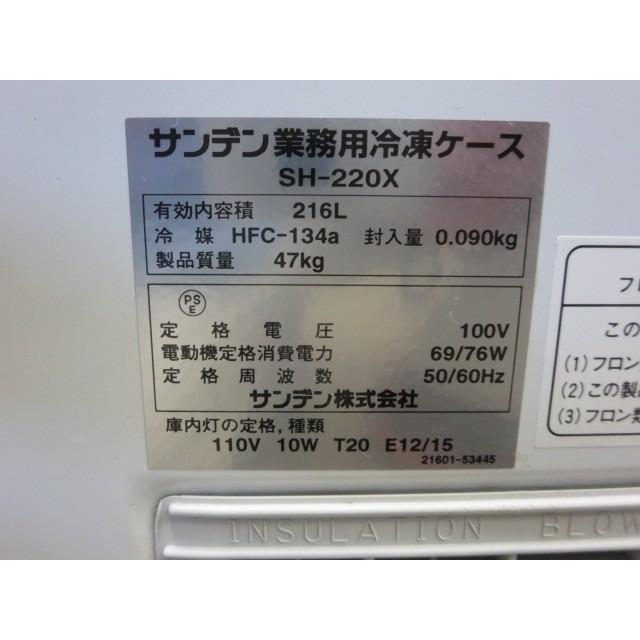 サンデン業務用冷凍ケース
SH-220X
有効内容積 216L
冷媒 HFC-134a 封入量 0.090kg
製品質量 47kg
PS
E
定格電圧 100V
電動機定格消費電力 69/76W
定格周波数 50/60Hz
サンデン株式会社
庫内灯の定格,種類
110V 10W T20 E12/15
21601-53445
フ
この
(1)フロン
(2)この製
(3)フロン類
INSULATION BLOW